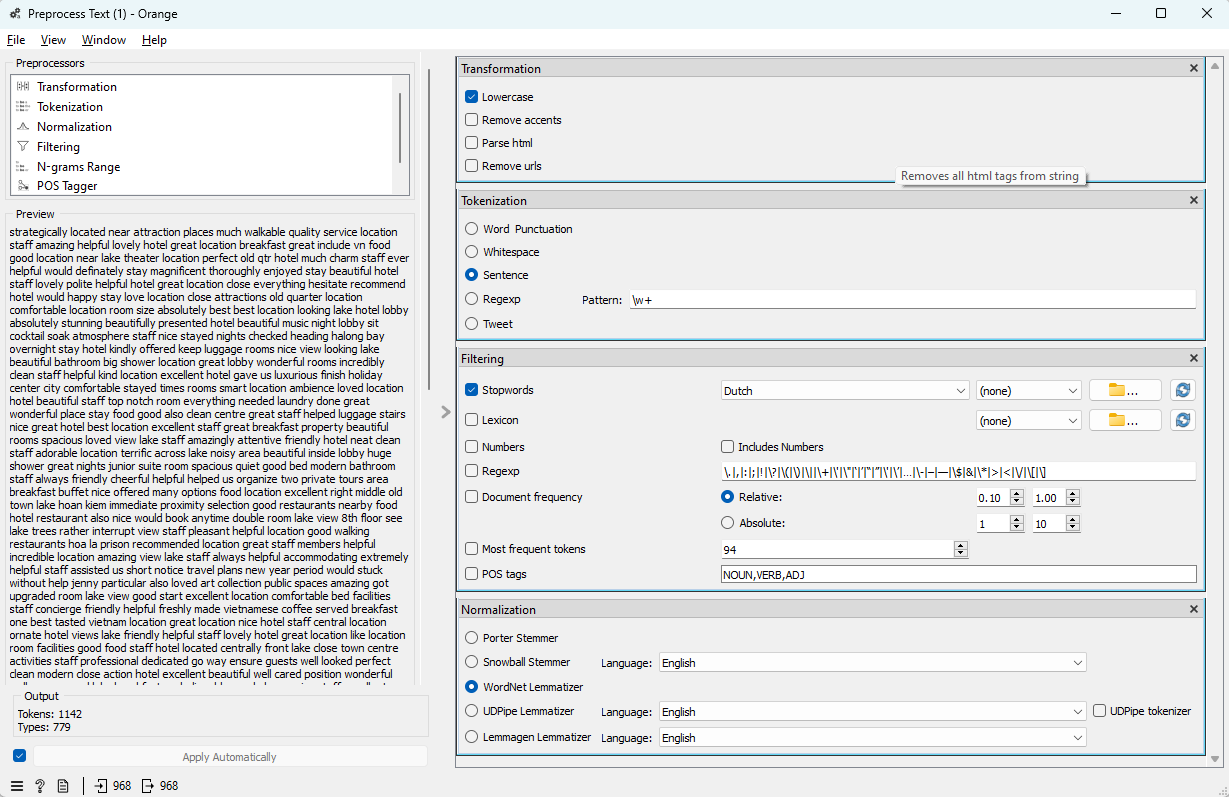 Preprocess Text (1) - Orange
File View Window Help
Preprocessors
Transformation
Tokenization
Normalization
Filtering
N-grams Range
POS Tagger
Preview
strategically located near attraction places much walkable quality service location
staff amazing helpful lovely hotel great location breakfast great include vn food
good location near lake theater location perfect old qtr hotel much charm staff ever
helpful would definately stay magnificent thoroughly enjoyed stay beautiful hotel
staff lovely polite helpful hotel great location close everything hesitate recommend
hotel would happy stay love location close attractions old quarter location
comfortable location room size absolutely best best location looking lake hotel lobby
absolutely stunning beautifully presented hotel beautiful music night lobby sit
cocktail soak atmosphere staff nice stayed nights checked heading halong bay
overnight stay hotel kindly offered keep luggage rooms nice view looking lake
beautiful bathroom big shower location great lobby wonderful rooms incredibly
clean staff helpful kind location excellent hotel gave us luxurious finish holiday
center city comfortable stayed times rooms smart location ambience loved location
hotel beautiful staff top notch room everything needed laundry done great
wonderful place stay food good also clean centre great staff helped luggage stairs
nice great hotel best location excellent staff great breakfast property beautiful
rooms spacious loved view lake staff amazingly attentive friendly hotel neat clean
staff adorable location terrific across lake noisy area beautiful inside lobby huge
shower great nights junior suite room spacious quiet good bed modern bathroom
staff always friendly cheerful helpful helped us organize two private tours area
breakfast buffet nice offered many options food location excellent right middle old
town lake hoan kiem immediate proximity selection good restaurants nearby food
hotel restaurant also nice would book anytime double room lake view 8th floor see
lake trees rather interrupt view staff pleasant helpful location good walking
restaurants hoa la prison recommended location great staff members helpful
incredible location amazing view lake staff always helpful accommodating extremely
helpful staff assisted us short notice travel plans new year period would stuck
without help jenny particular also loved art collection public spaces amazing got
upgraded room lake view good start excellent location comfortable bed facilities
staff concierge friendly helpful freshly made vietnamese coffee served breakfast
one best tasted vietnam location great location nice hotel staff central location
ornate hotel views lake friendly helpful staff lovely hotel great location like location
room facilities good food staff hotel located centrally front lake close town centre
activities staff professional dedicated go way ensure guests well looked perfect
clean modern close action hotel excellent beautiful well cared position wonderful
Output
Tokens: 1142
Types: 779
Apply Automatically
968 968
Transformation
Lowercase
Remove accents
Parse html
Remove urls
Removes all html tags from string
Tokenization
Word Punctuation
Whitespace
Sentence
Regexp Pattern: \w+
Tweet
Filtering
Stopwords Dutch (none) ...
Lexicon (none) ...
Numbers Includes Numbers
Regexp \.|,|:|;|!|\?|\(|\)|\||\+|\'|\"|‘|’|“|”|\'|\’|…|\-|–|—|\$|&|\*|>|<|\/|\[|\]
Document frequency Relative: 0.10 1.00
Absolute: 1 10
Most frequent tokens 94
POS tags NOUN,VERB,ADJ
Normalization
Porter Stemmer
Snowball Stemmer Language: English
WordNet Lemmatizer
UDPipe Lemmatizer Language: English UDPipe tokenizer
Lemmagen Lemmatizer Language: English